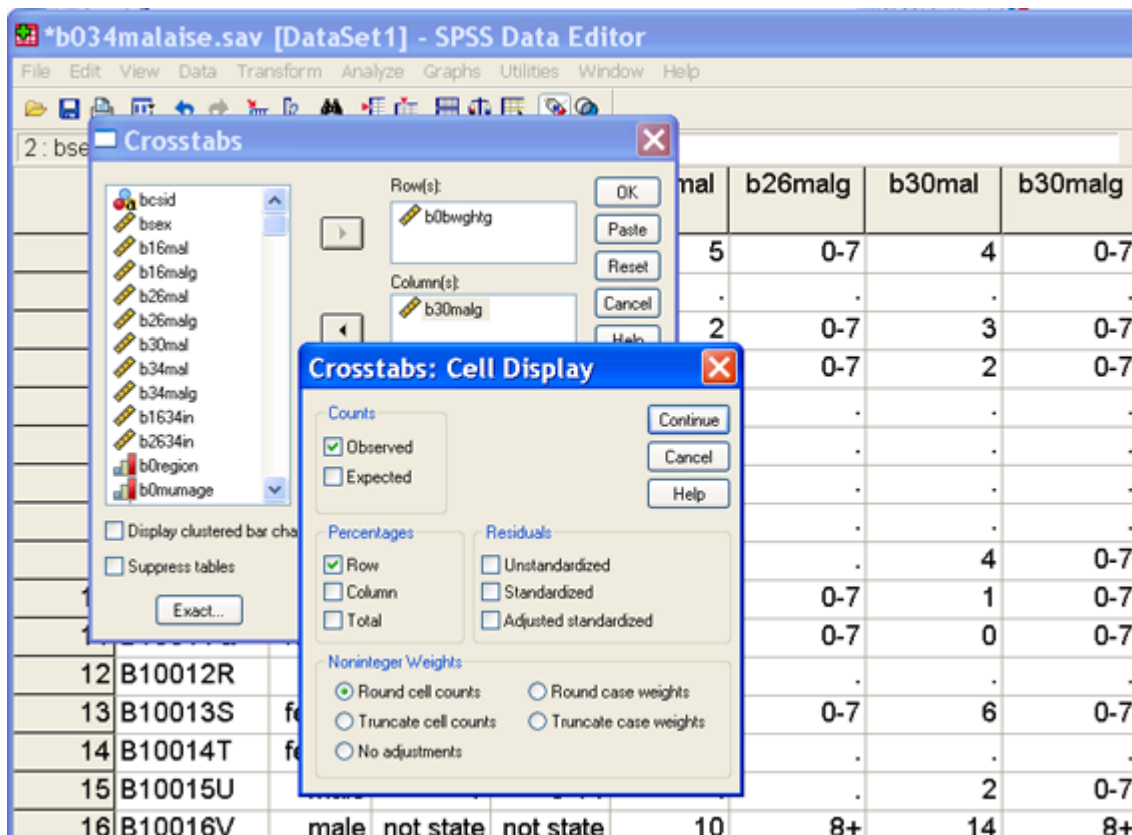 *b034malaise.sav [DataSet1] - SPSS Data Editor
File Edit View Data Transform Analyze Graphs Utilities Window Help
2 : bse
Crosstabs
bcsid
bsex
b16mal
b16malg
b26mal
b26malg
b30mal
b34mal
b34malg
b1634in
b2634in
b0region
b0mumage
Display clustered bar cha
Suppress tables
Exact...
Row(s):
b0bwghtg
Column(s):
b30malg
OK
Paste
Reset
Cancel
Help
Crosstabs: Cell Display
Counts
Observed
Expected
Continue
Cancel
Help
Percentages
Row
Column
Total
Residuals
Unstandardized
Standardized
Adjusted standardized
Noninteger Weights
Round cell counts Round case weights
Truncate cell counts Truncate case weights
No adjustments
mal b26malg b30mal b30malg
5 0-7 4 0-7
. . . .
2 0-7 3 0-7
0-7 2 0-7
. . .
. . .
. . .
. . .
. 4 0-7
0-7 1 0-7
0-7 0 0-7
12 B10012R . . .
13 B10013S fe 0-7 6 0-7
14 B10014T fe . . .
15 B10015U . 2 0-7
16 B10016V male not state not state 10 8+ 14 8+